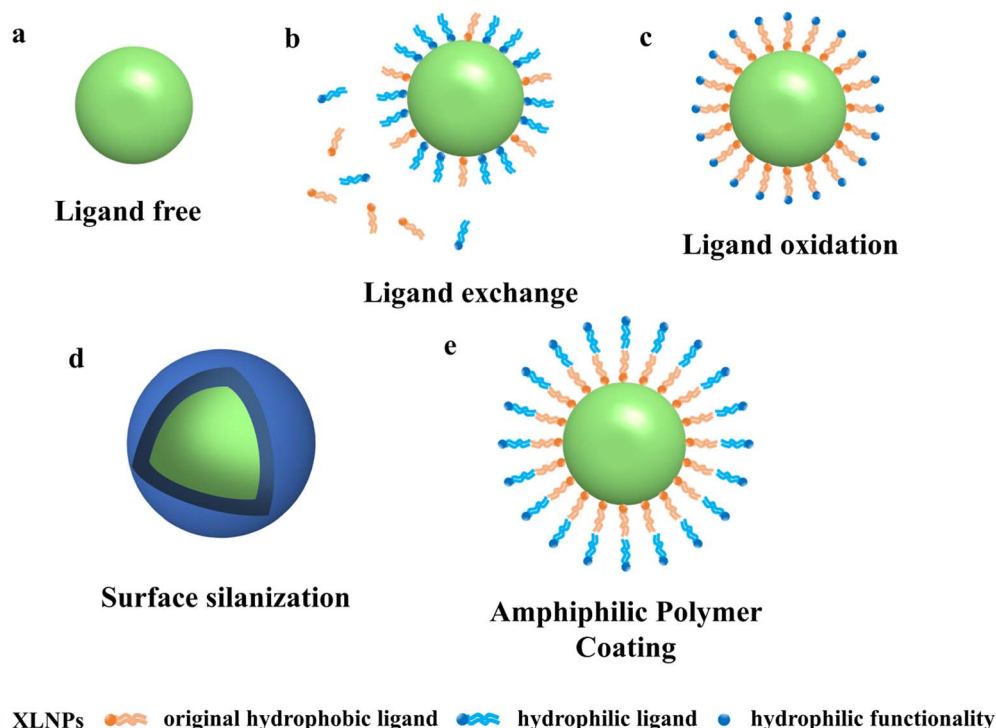 a
b
c
Ligand free
Ligand exchange
Ligand oxidation
d
e
Surface silanization
Amphiphilic Polymer
Coating
XLNPs original hydrophobic ligand hydrophilic ligand hydrophilic functionality